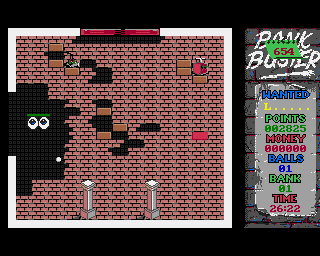 BANK
654
BUSTER
WANTED
L.....
POINTS
002825
MONEY
000000
BALLS
01
BANK
01
TIME
26:22